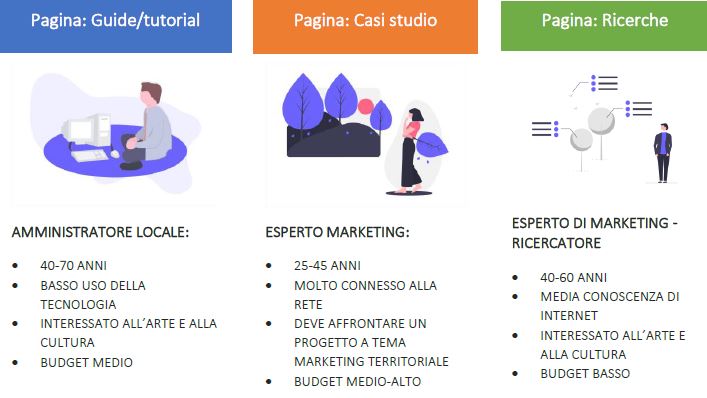 Pagina: Guide/tutorial
AMMINISTRATORE LOCALE:
• 40-70 ANNI
• BASSO USO DELLA
TECNOLOGIA
• INTERESSATO ALL'ARTE E ALLA
CULTURA
• BUDGET MEDIO
Pagina: Casi studio
ESPERTO MARKETING:
• 25-45 ANNI
• MOLTO CONNESSO ALLA
RETE
• DEVE AFFRONTARE UN
PROGETTO A TEMA
MARKETING TERRITORIALE
• BUDGET MEDIO-ALTO
Pagina: Ricerche
ESPERTO DI MARKETING -
RICERCATORE
• 40-60 ANNI
• MEDIA CONOSCENZA DI
INTERNET
• INTERESSATO ALL'ARTE E
ALLA CULTURA
• BUDGET BASSO